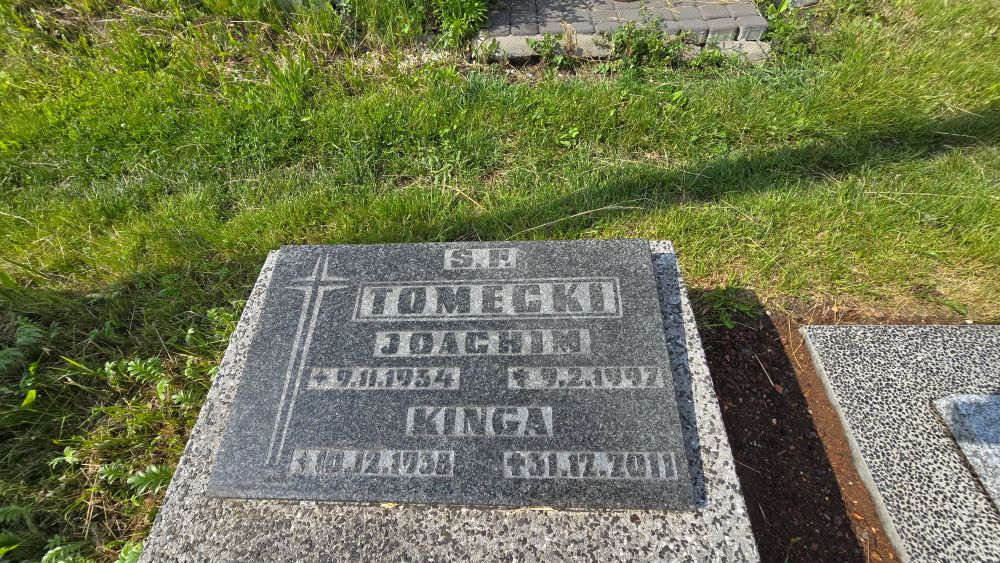 Ś.P.
TOMECKI
JOACHIM
* 9.11.1934 † 9.2.1997
KINGA
* 10.12.1938 † 31.12.2011